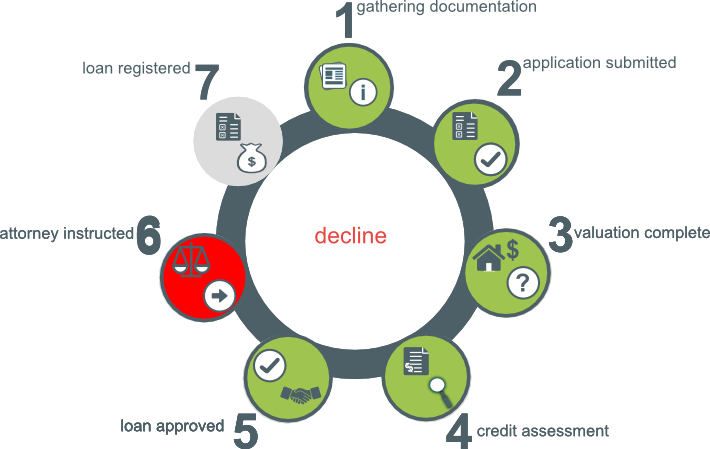 1 gathering documentation
2 application submitted
3 valuation complete
4 credit assessment
5 loan approved
6 attorney instructed
7 loan registered
decline
i
$
?
$